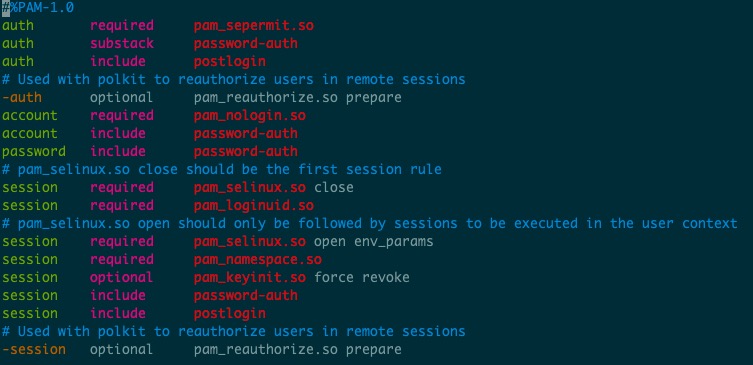 #%PAM-1.0
auth       required     pam_sepermit.so
auth       substack     password-auth
auth       include      postlogin
# Used with polkit to reauthorize users in remote sessions
-auth      optional     pam_reauthorize.so prepare
account    required     pam_nologin.so
account    include      password-auth
password   include      password-auth
# pam_selinux.so close should be the first session rule
session    required     pam_selinux.so close
session    required     pam_loginuid.so
# pam_selinux.so open should only be followed by sessions to be executed in the user context
session    required     pam_selinux.so open env_params
session    required     pam_namespace.so
session    optional     pam_keyinit.so force revoke
session    include      password-auth
session    include      postlogin
# Used with polkit to reauthorize users in remote sessions
-session   optional     pam_reauthorize.so prepare